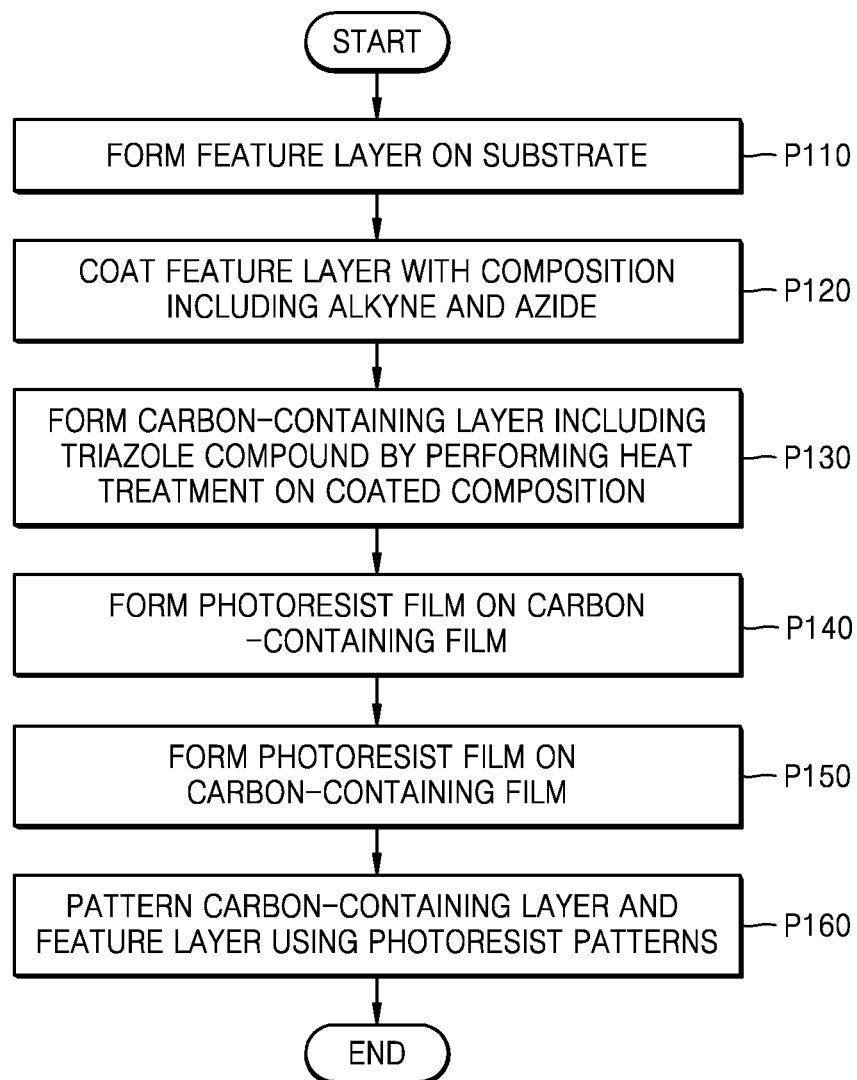 START
FORM FEATURE LAYER ON SUBSTRATE
P110
COAT FEATURE LAYER WITH COMPOSITION
INCLUDING ALKYNE AND AZIDE
P120
FORM CARBON-CONTAINING LAYER INCLUDING
TRIAZOLE COMPOUND BY PERFORMING HEAT
TREATMENT ON COATED COMPOSITION
P130
FORM PHOTORESIST FILM ON CARBON
-CONTAINING FILM
P140
FORM PHOTORESIST FILM ON
CARBON-CONTAINING FILM
P150
PATTERN CARBON-CONTAINING LAYER AND
FEATURE LAYER USING PHOTORESIST PATTERNS
P160
END